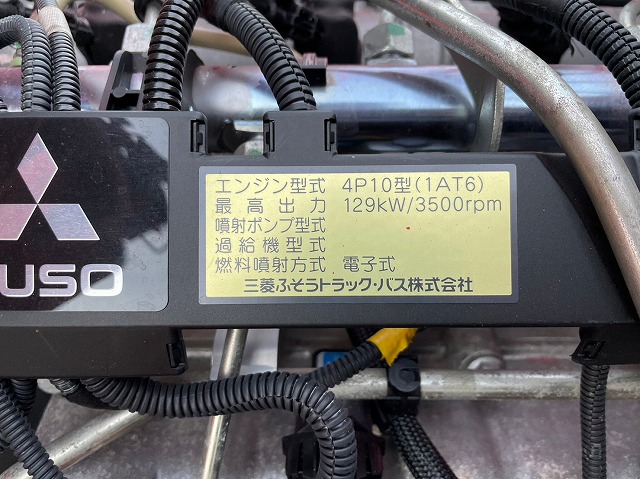 エンジン型式 4P10型(1AT6)
最高出力 129kW/3500rpm
噴射ポンプ型式
過給機型式
燃料噴射方式 電子式
三菱ふそうトラック・バス株式会社
USO